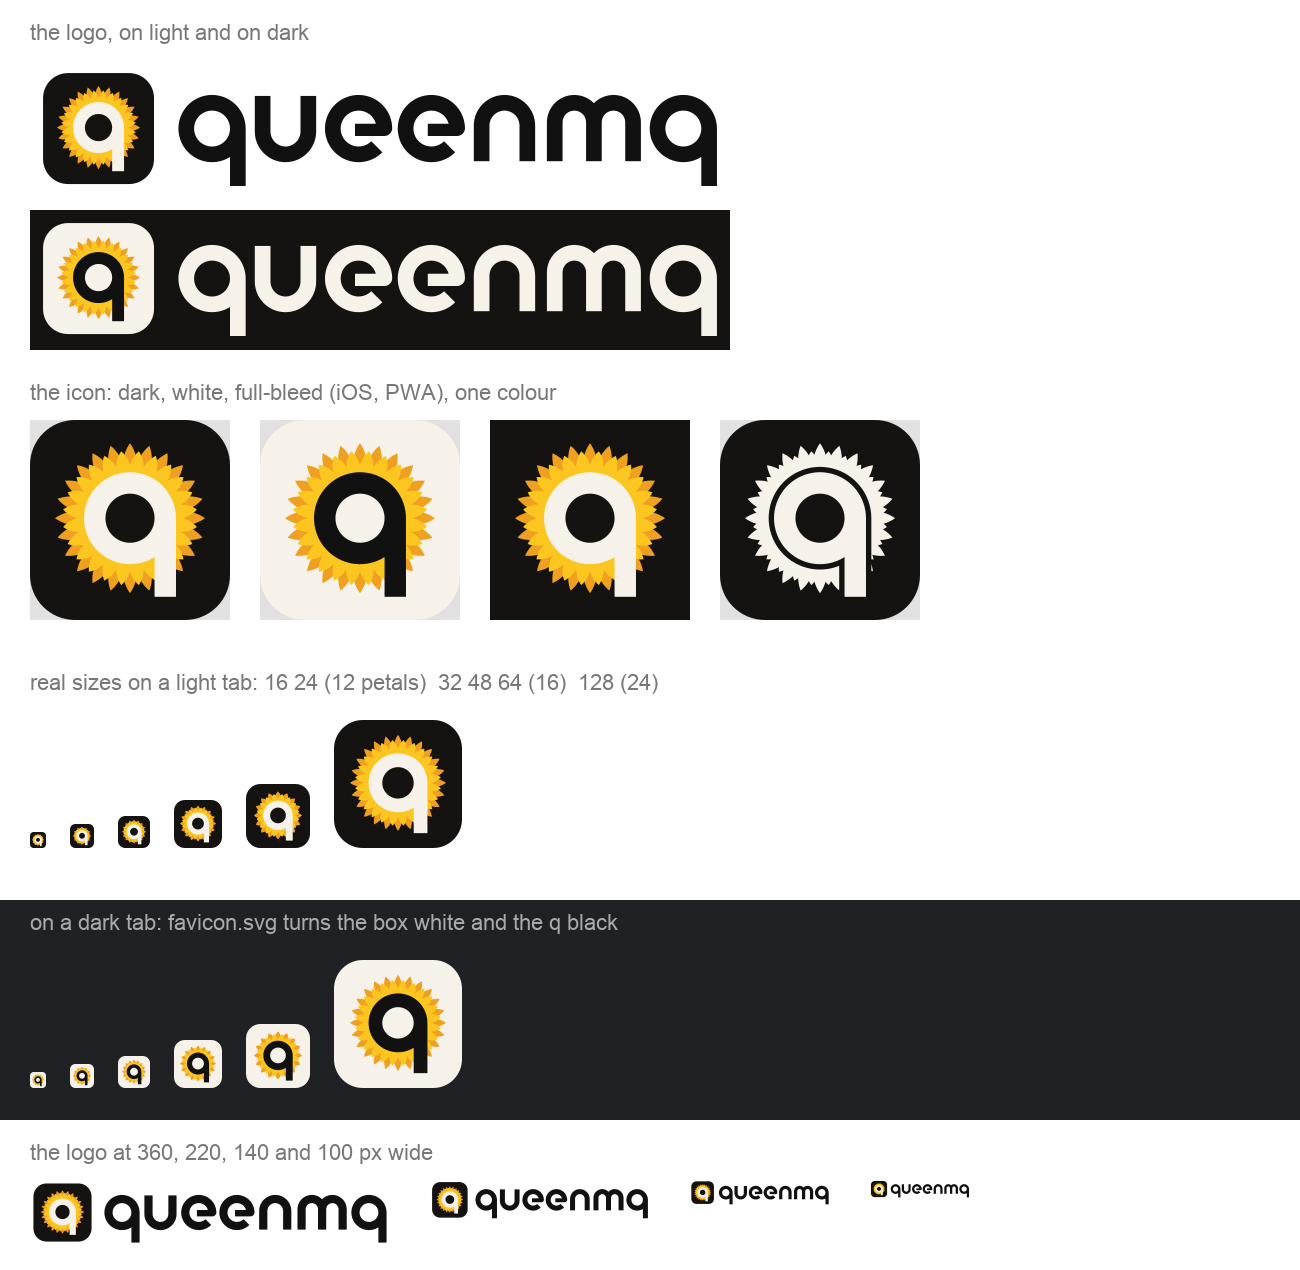 the logo, on light and on dark
q queenmq
q queenmq
the icon: dark, white, full-bleed (iOS, PWA), one colour
q q q q
real sizes on a light tab: 16 24 (12 petals)  32 48 64 (16)  128 (24)
q q q q q q
on a dark tab: favicon.svg turns the box white and the q black
q q q q q q
the logo at 360, 220, 140 and 100 px wide
q queenmq q queenmq q queenmq q queenmq